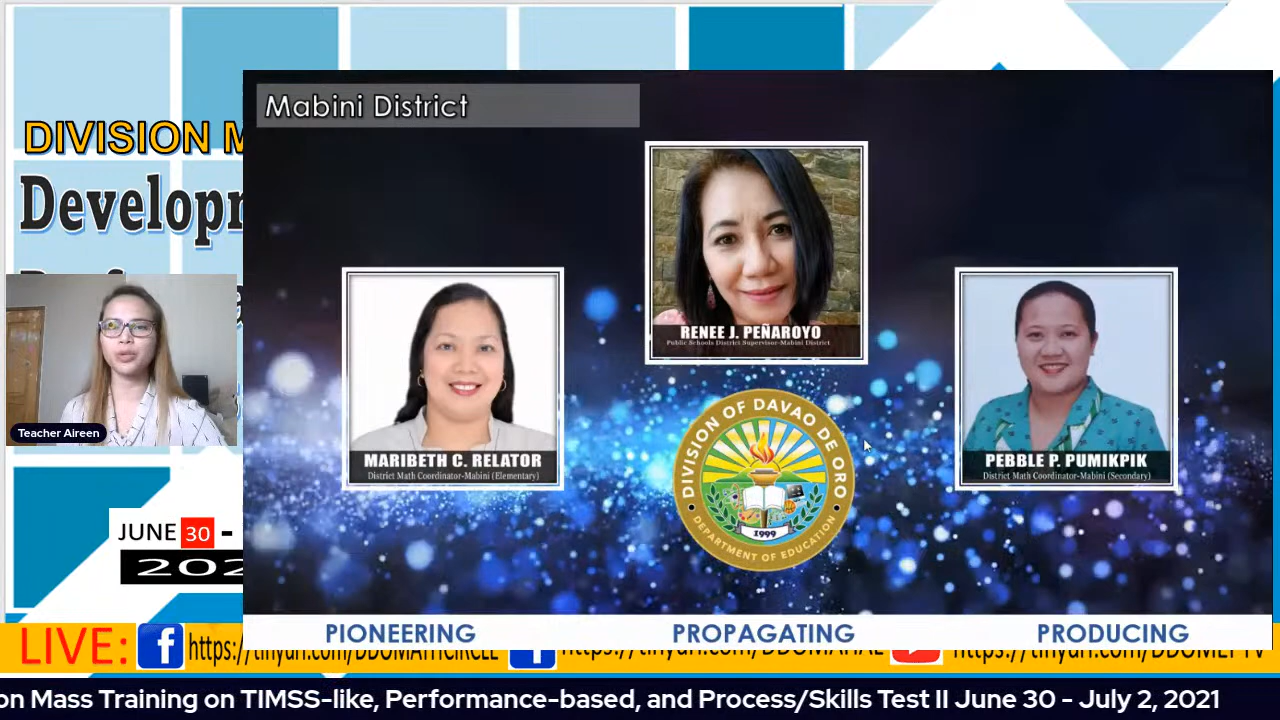 Mabini District
DIVISION M
Develop
RENEE J. PEÑAROYO
Public Schools District Supervisor-Mabini District
MARIBETH C. RELATOR
District Math Coordinator-Mabini (Elementary)
PEBBLE P. PUMIKPIK
District Math Coordinator-Mabini (Secondary)
DIVISION OF DAVAO DE ORO
1999
DEPARTMENT OF EDUCATION
Teacher Aireen
JUNE 30 -
202
PIONEERING PROPAGATING PRODUCING
LIVE: f https://tinyurl.com/DDOMATHCIRCLE
on Mass Training on TIMSS-like, Performance-based, and Process/Skills Test II June 30 - July 2, 2021